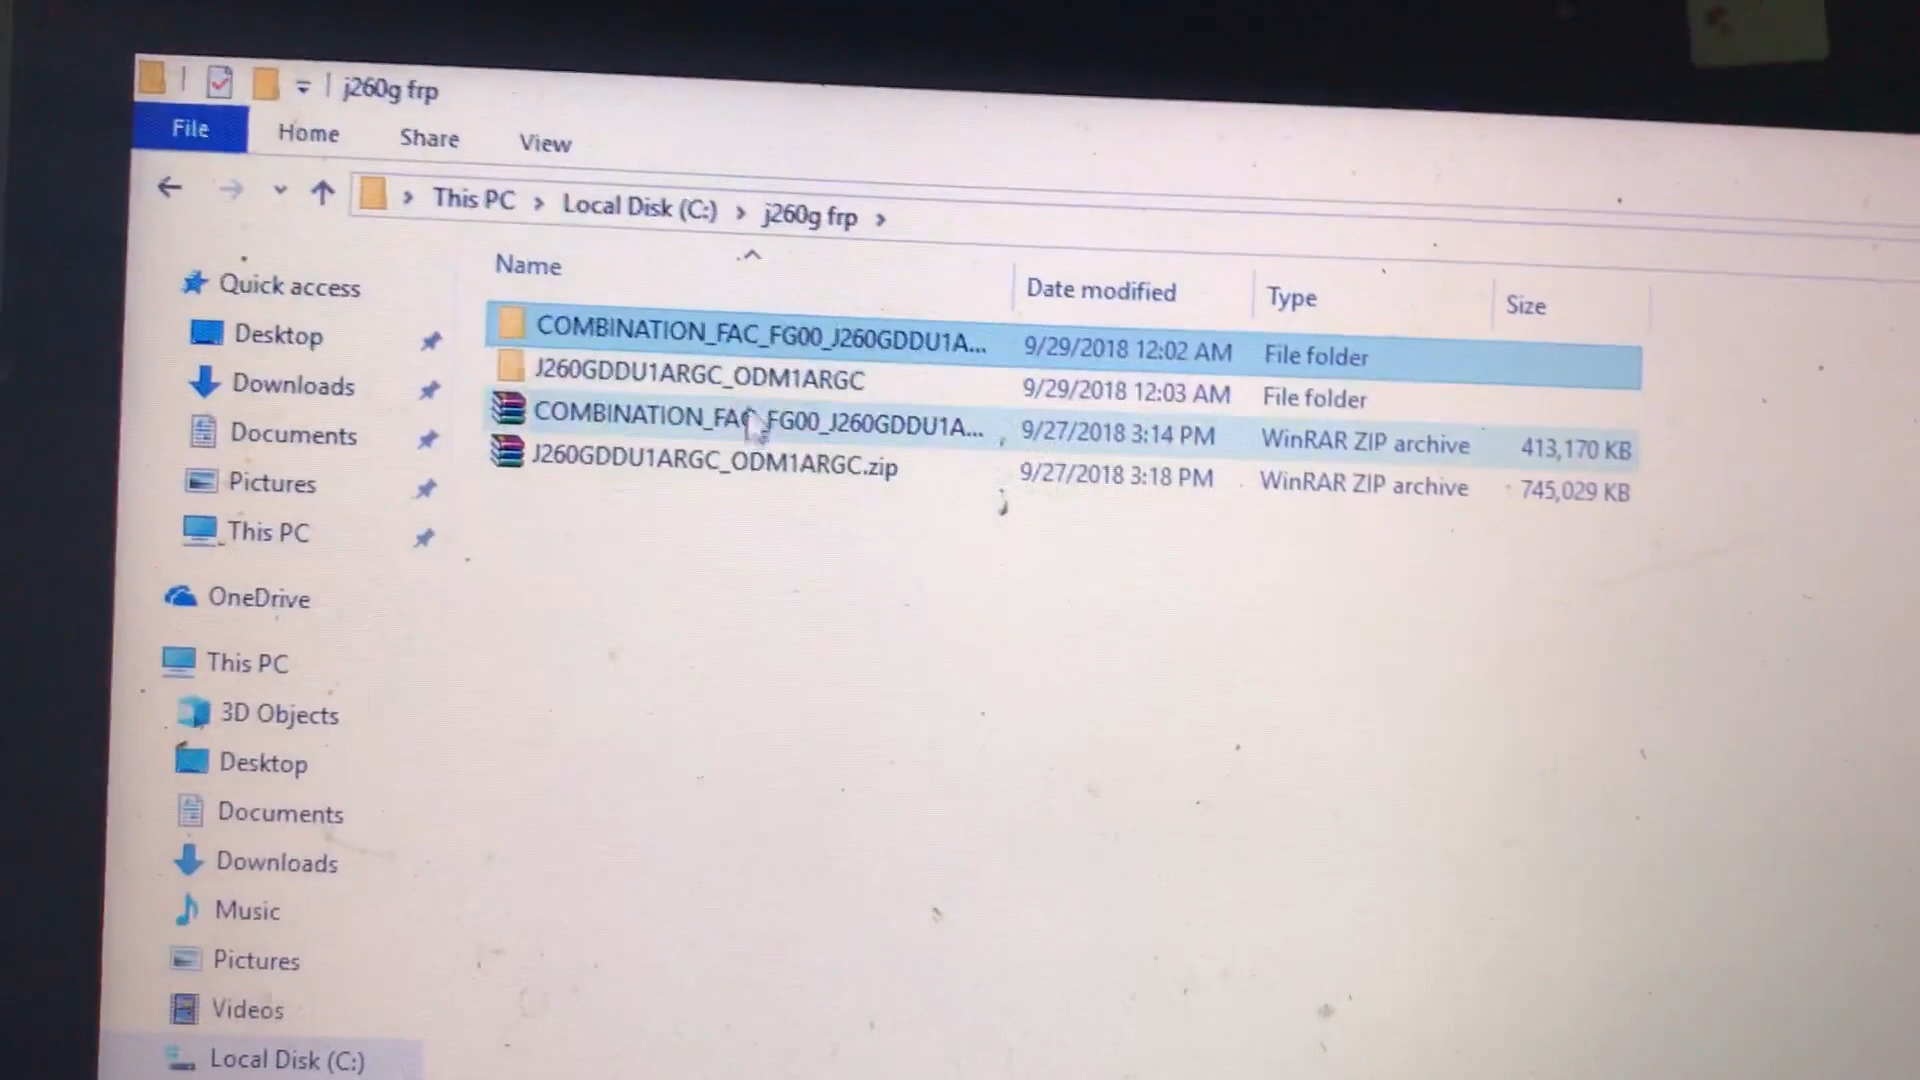 j260g frp
File Home Share View
This PC > Local Disk (C:) > j260g frp >
Name Date modified Type Size
COMBINATION_FAC_FG00_J260GDDU1A... 9/29/2018 12:02 AM File folder
J260GDDU1ARGC_ODM1ARGC 9/29/2018 12:03 AM File folder
COMBINATION_FAC_FG00_J260GDDU1A... 9/27/2018 3:14 PM WinRAR ZIP archive 413,170 KB
J260GDDU1ARGC_ODM1ARGC.zip 9/27/2018 3:18 PM WinRAR ZIP archive 745,029 KB
Quick access
Desktop
Downloads
Documents
Pictures
This PC
OneDrive
This PC
3D Objects
Desktop
Documents
Downloads
Music
Pictures
Videos
Local Disk (C:)